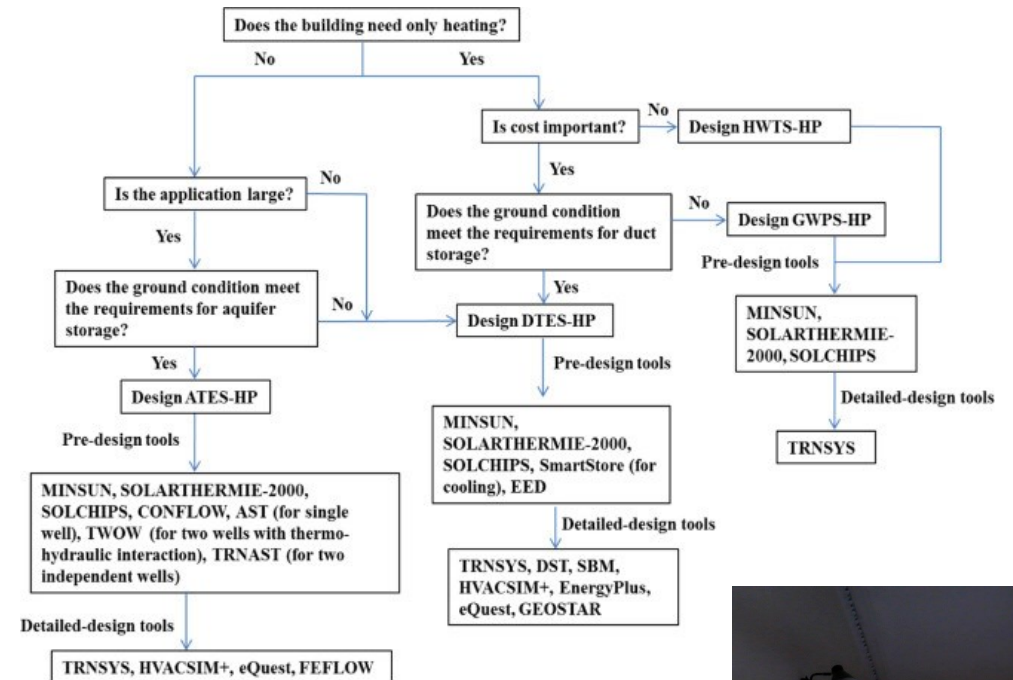 Does the building need only heating?
No
Yes
Is cost important?
No
Design HWTS-HP
Yes
Is the application large?
No
Does the ground condition
meet the requirements for duct
storage?
No
Design GWPS-HP
Yes
Pre-design tools
Does the ground condition meet
the requirements for aquifer
storage?
No
Yes
Design DTES-HP
MINSUN,
SOLARTHERMIE-
2000, SOLCHIPS
Yes
Design ATES-HP
Pre-design tools
Detailed-design tools
TRNSYS
Pre-design tools
MINSUN,
SOLARTHERMIE-2000,
SOLCHIPS, SmartStore (for
cooling), EED
MINSUN, SOLARTHERMIE-2000,
SOLCHIPS, CONFLOW, AST (for single
well), TWOW (for two wells with thermo-
hydraulic interaction), TRNAST (for two
independent wells)
Detailed-design tools
TRNSYS, DST, SBM,
HVACSIM+, EnergyPlus,
eQuest, GEOSTAR
Detailed-design tools
TRNSYS, HVACSIM+, eQuest, FEFLOW